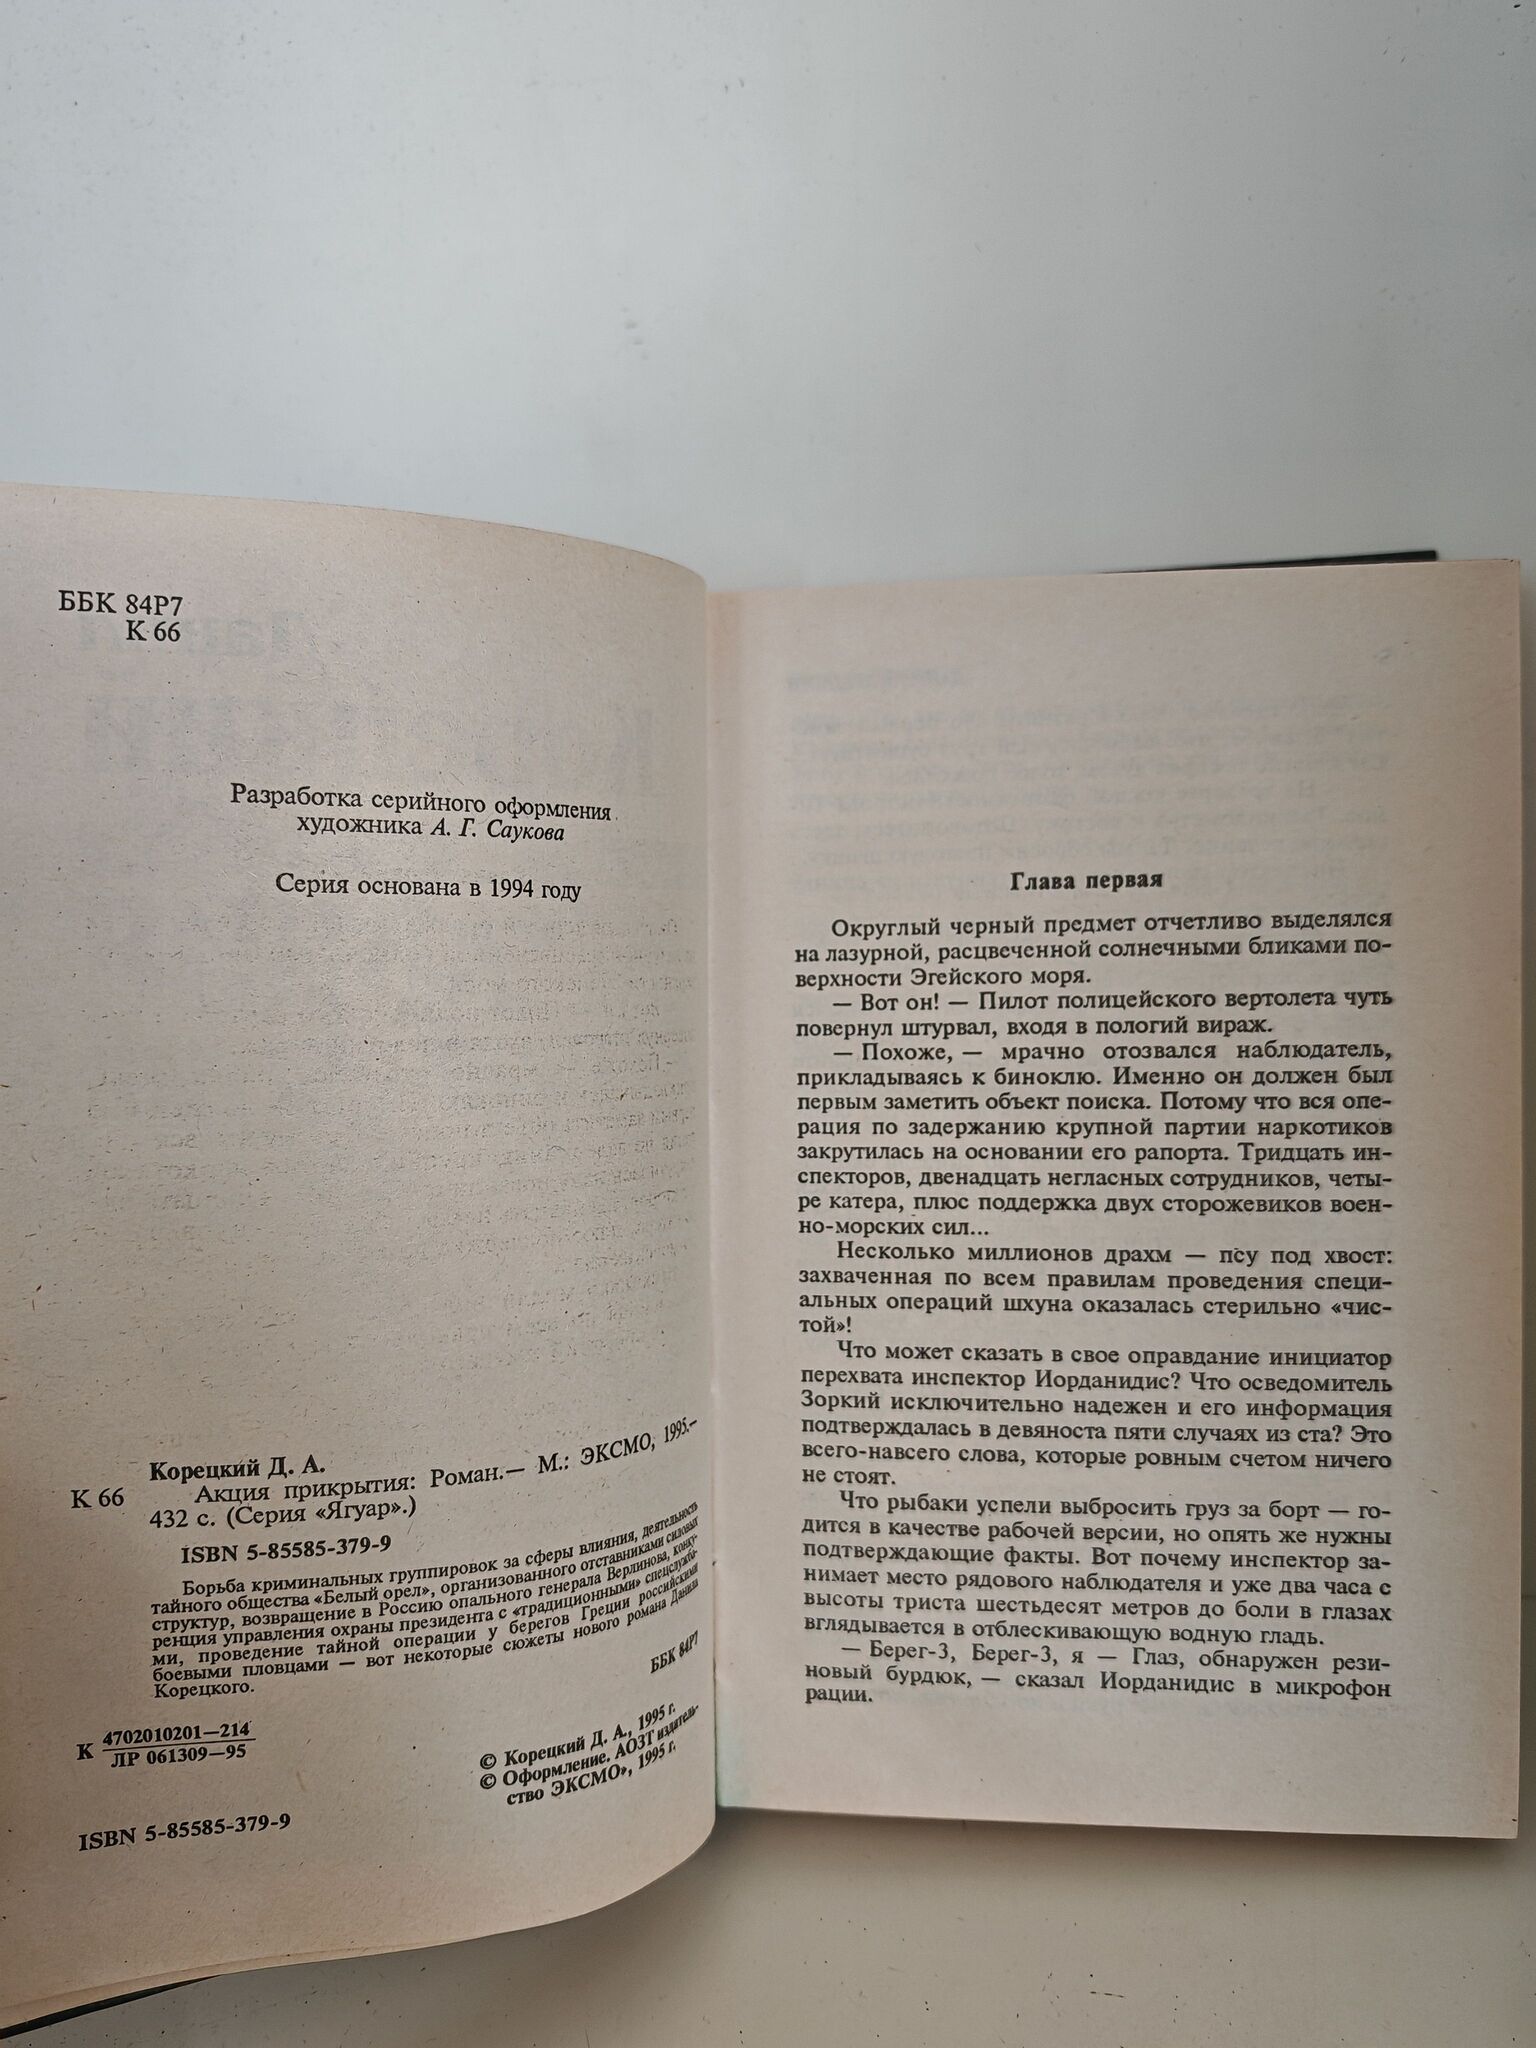 ББК 84Р7
К 66
Разработка серийного оформления
художника А. Г. Саукова
Серия основана в 1994 году
Корецкий Д. А.
К 66 Акция прикрытия: Роман.— М.: ЭКСМО, 1995.—
432 с. (Серия «Ягуар».)
ISBN 5-85585-379-9
Борьба криминальных группировок за сферы влияния, деятельность
тайного общества «Белый орел», организованного отставниками силовых
структур, возвращение в Россию опального генерала Верлинова, конку-
ренция управления охраны президента с «традиционными» спецслужба-
ми, проведение тайной операции у берегов Греции российскими
боевыми пловцами — вот некоторые сюжеты нового романа Данила
Корецкого.
ББК 84Р7
К 4702010201—214
ЛР 061309—95
© Корецкий Д. А., 1995 г.
© Оформление. АОЗТ издатель-
ство ЭКСМО», 1995 г.
ISBN 5-85585-379-9
Глава первая
Округлый черный предмет отчетливо выделялся
на лазурной, расцвеченной солнечными бликами по-
верхности Эгейского моря.
— Вот он! — Пилот полицейского вертолета чуть
повернул штурвал, входя в пологий вираж.
— Похоже, — мрачно отозвался наблюдатель,
прикладываясь к биноклю. Именно он должен был
первым заметить объект поиска. Потому что вся опе-
рация по задержанию крупной партии наркотиков
закрутилась на основании его рапорта. Тридцать ин-
спекторов, двенадцать негласных сотрудников, четы-
ре катера, плюс поддержка двух сторожевиков воен-
но-морских сил...
Несколько миллионов драхм — псу под хвост:
захваченная по всем правилам проведения специ-
альных операций шхуна оказалась стерильно «чис-
той»!
Что может сказать в свое оправдание инициатор
перехвата инспектор Иорданидис? Что осведомитель
Зоркий исключительно надежен и его информация
подтверждалась в девяноста пяти случаях из ста? Это
всего-навсего слова, которые ровным счетом ничего
не стоят.
Что рыбаки успели выбросить груз за борт — го-
дится в качестве рабочей версии, но опять же нужны
подтверждающие факты. Вот почему инспектор за-
нимает место рядового наблюдателя и уже два часа с
высоты триста шестьдесят метров до боли в глазах
вглядывается в отблескивающую водную гладь.
— Берег-3, Берег-3, я — Глаз, обнаружен рези-
новый бурдюк, — сказал Иорданидис в микрофон
рации.